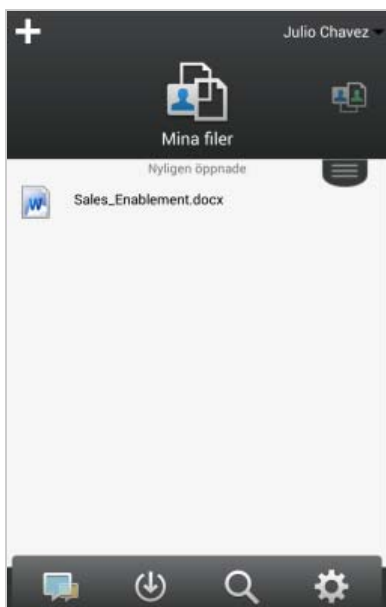 Julio Chavez
Mina filer
Nyligen öppnade
Sales_Enablement.docx